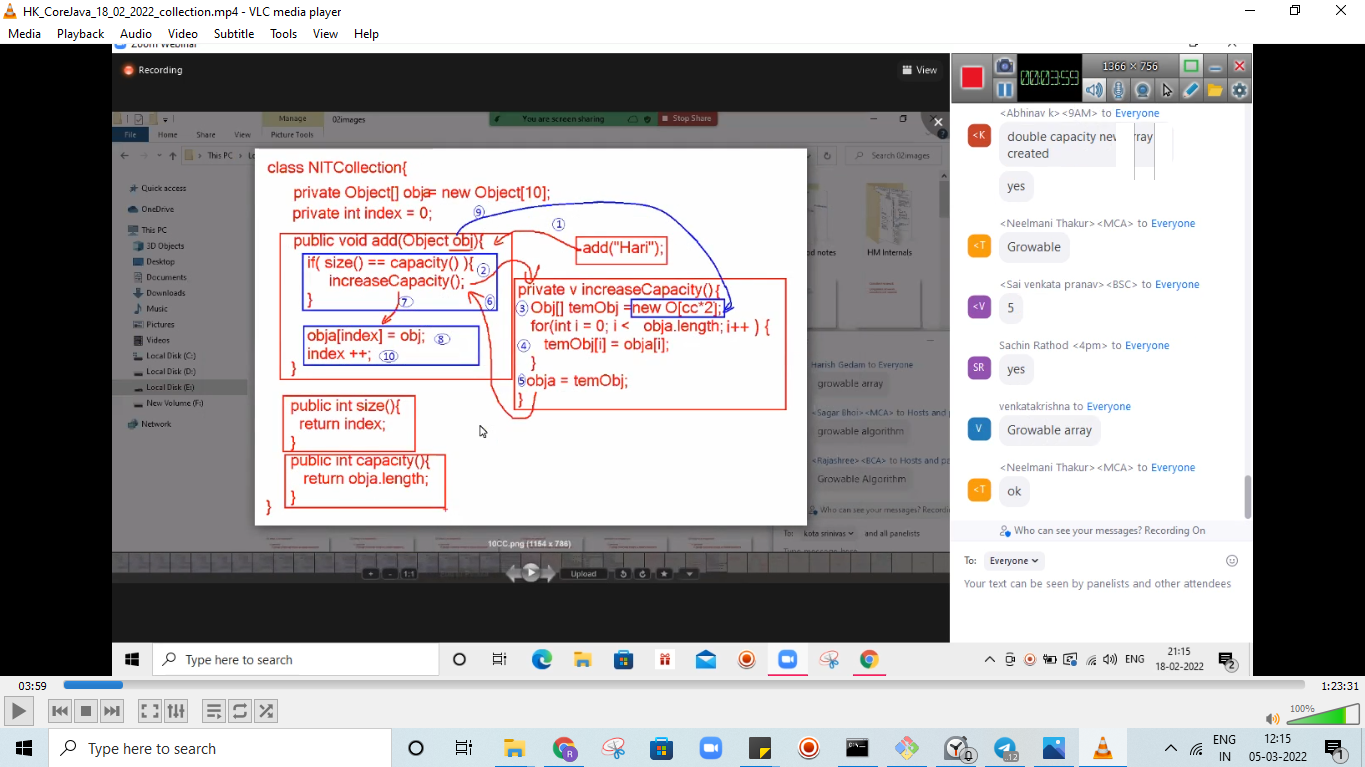 HK_CoreJava_18_02_2022_collection.mp4 - VLC media player
Media Playback Audio Video Subtitle Tools View Help
Zoom Webinar
Recording
View
Manage
02images
You are screen sharing
Stop Share
File Home Share View Picture Tools
This PC
Search 02images
Quick access
OneDrive
This PC
3D Objects
Desktop
Documents
Downloads
Music
Pictures
Videos
Local Disk (C:)
Local Disk (D:)
Local Disk (E:)
New Volume (F:)
Network
class NITCollection{
private Object[] obja= new Object[10];
private int index = 0;
9
1
public void add(Object obj){
add("Hari");
if( size() == capacity() ){
2
increaseCapacity();
}
7
6
private v increaseCapacity(){
3 Obj[] temObj =new O[cc*2];
for(int i = 0; i < obja.length; i++ ) {
4 temObj[i] = obja[i];
}
5 obja = temObj;
}
obja[index] = obj; 8
index ++; 10
}
public int size(){
return index;
}
public int capacity(){
return obja.length;
}
}
10CC.png (1154 x 786)
+ - 1:1
Upload
notes
HM Interns
Harish Gedam to Everyone
growable array
<Sagar Bhoi><MCA> to Hosts and
growable algorithm
<Rajashree><BCA> to Hosts and pa
Growable Algorithm
Who can see your messages? Record
To: kota srinivas and all panelists
Type message here
1366 × 756
00:03:59
<Abhinav k><9AM> to Everyone
<K
double capacity new
rray
created
yes
<Neelmani Thakur><MCA> to Everyone
<T
Growable
<Sai venkata pranav><BSC> to Everyone
<V
5
Sachin Rathod <4pm> to Everyone
SR
yes
venkatakrishna to Everyone
V
Growable array
<Neelmani Thakur><MCA> to Everyone
<T
ok
Who can see your messages? Recording On
To: Everyone
Your text can be seen by panelists and other attendees
Type here to search
ENG
21:15
18-02-2022
2
03:59
1:23:31
100%
Type here to search
.12
ENG
IN
12:15
05-03-2022
1